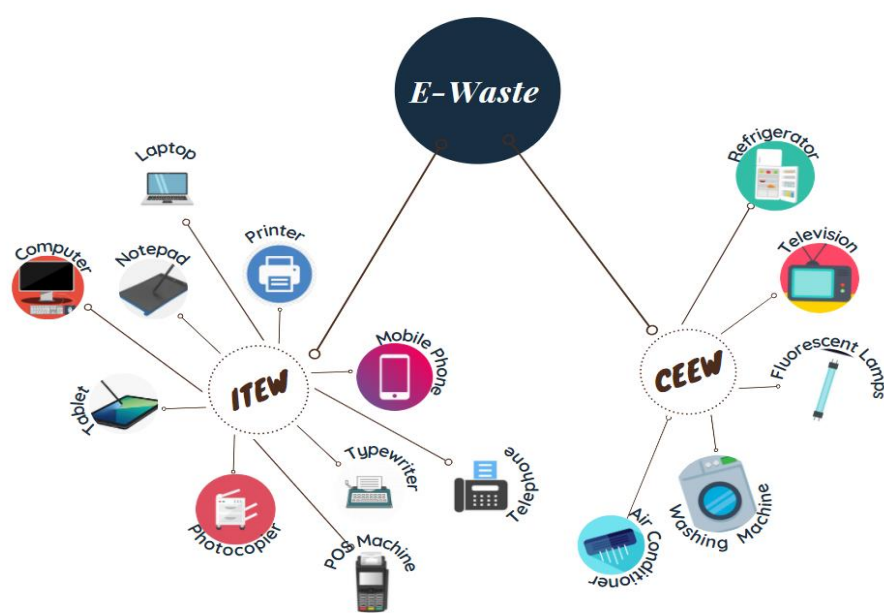 E-Waste
Laptop
Computer
Notepad
Printer
Mobile Phone
ITEW
Tablet
Typewriter
Telephone
Photocopier
POS Machine
Refrigerator
Television
Fluorescent Lamps
CEEW
Washing Machine
Air Conditioner